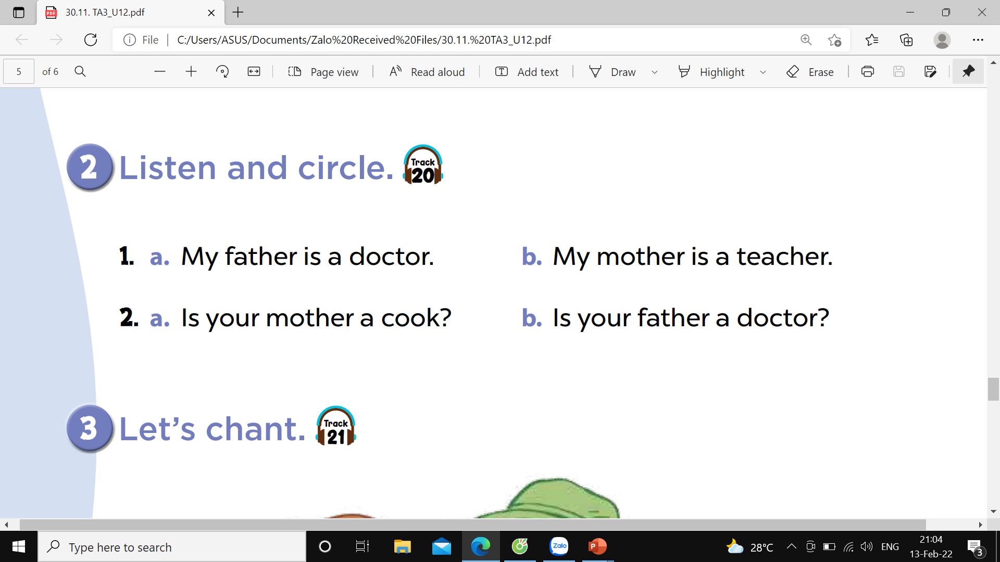 30.11. TA3_U12.pdf
File | C:/Users/ASUS/Documents/Zalo%20Received%20Files/30.11.%20TA3_U12.pdf
5 of 6 Page view Read aloud Add text Draw Highlight Erase
2 Listen and circle. Track 20
1. a. My father is a doctor. b. My mother is a teacher.
2. a. Is your mother a cook? b. Is your father a doctor?
3 Let's chant. Track 21
Type here to search Zalo P 28°C ENG 21:04
13-Feb-22 3